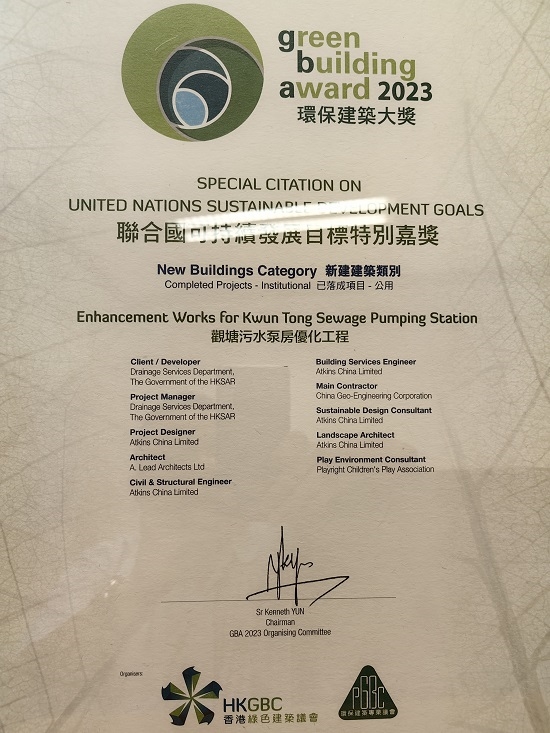 green
building
award 2023
環保建築大獎
SPECIAL CITATION ON
UNITED NATIONS SUSTAINABLE DEVELOPMENT GOALS
聯合國可持續發展目標特別嘉獎
New Buildings Category 新建建築類別
Completed Projects - Institutional 已落成項目 - 公用
Enhancement Works for Kwun Tong Sewage Pumping Station
觀塘污水泵房優化工程
Client / Developer
Drainage Services Department,
The Government of the HKSAR
Project Manager
Drainage Services Department,
The Government of the HKSAR
Project Designer
Atkins China Limited
Architect
A. Lead Architects Ltd
Civil & Structural Engineer
Atkins China Limited
Building Services Engineer
Atkins China Limited
Main Contractor
China Geo-Engineering Corporation
Sustainable Design Consultant
Atkins China Limited
Landscape Architect
Atkins China Limited
Play Environment Consultant
Playright Children's Play Association
Sr Kenneth YUN
Chairman
GBA 2023 Organising Committee
Organisers:
HKGBC
香港綠色建築議會
PGBC
環保建築專業議會